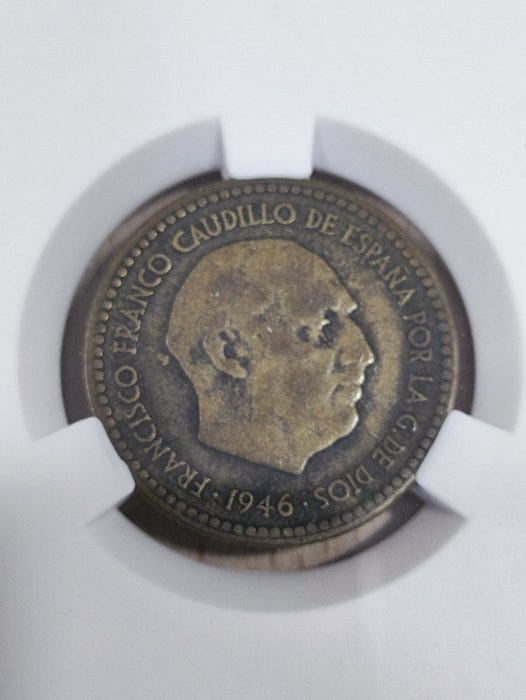 FRANCISCO FRANCO CAUDILLO DE ESPAÑA POR LA G. DE DIOS
· 1946 ·